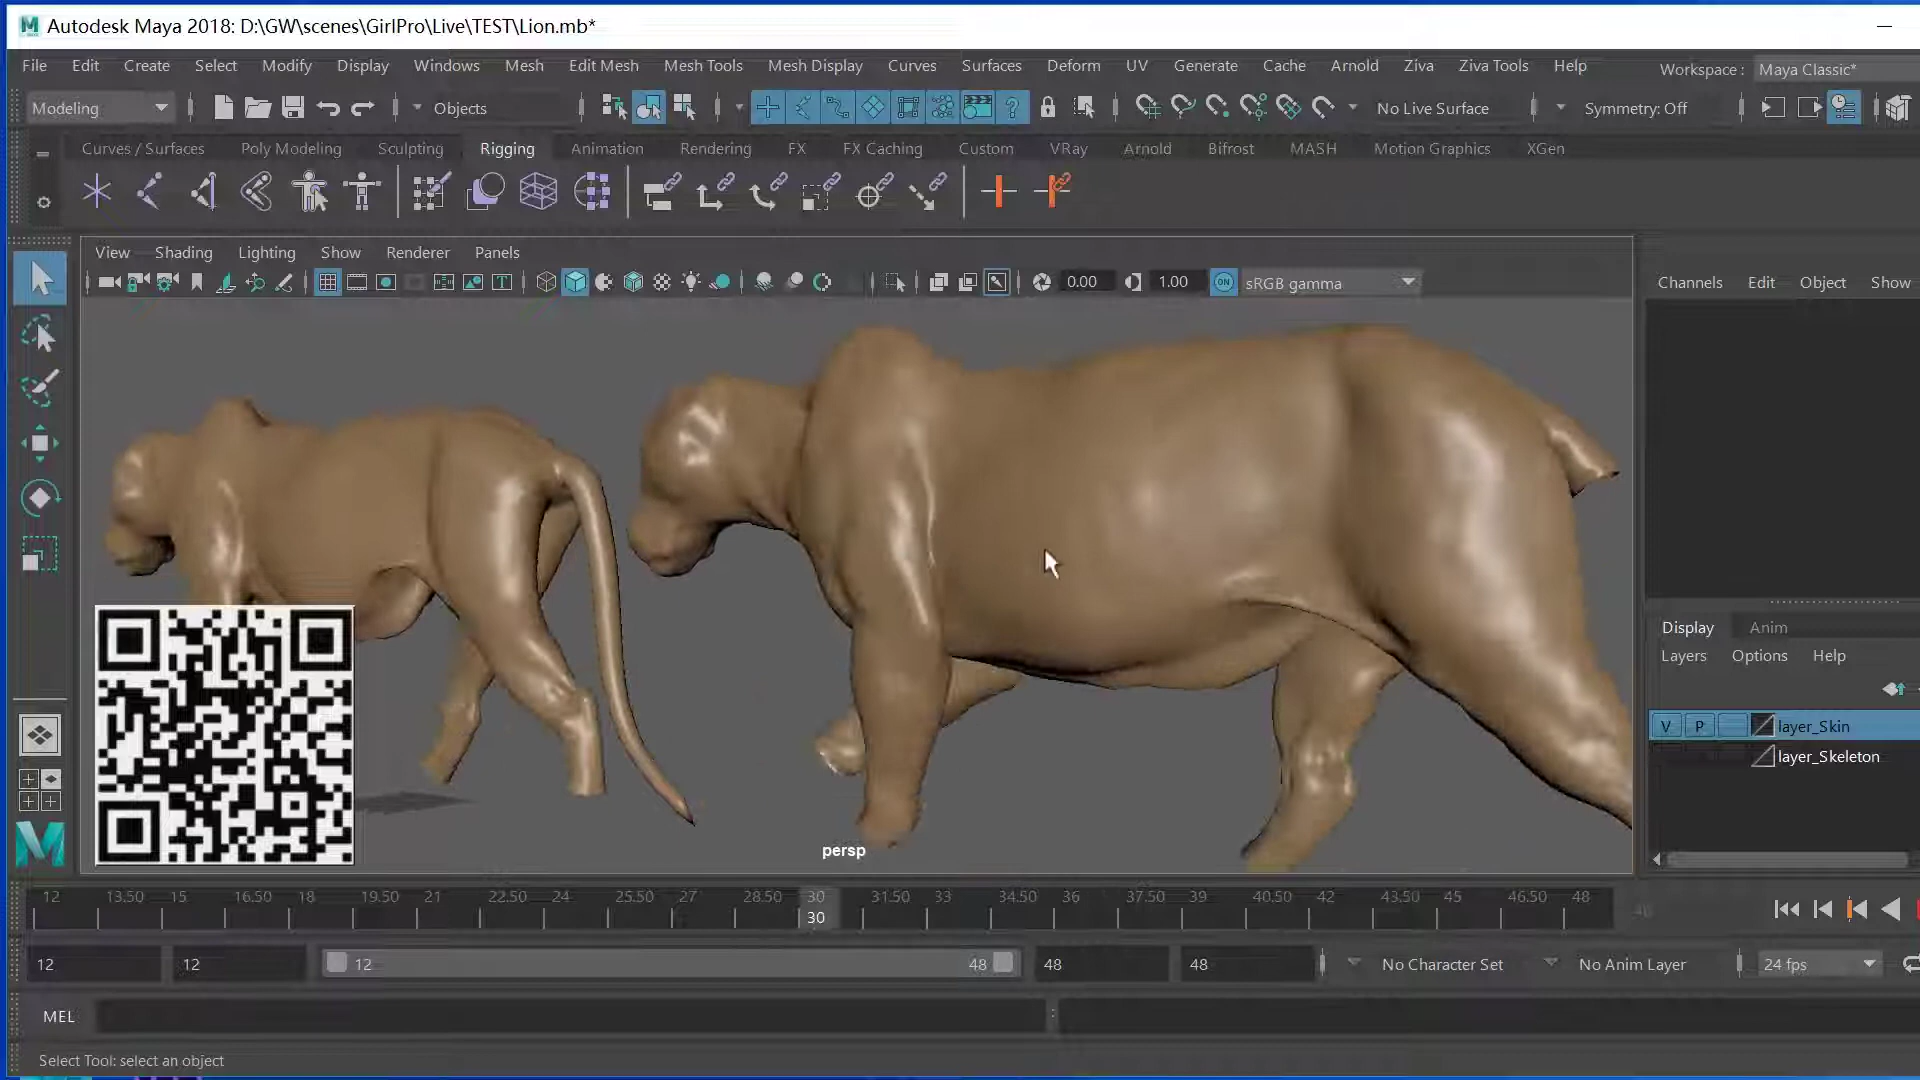 Autodesk Maya 2018: D:\GW\scenes\GirlPro\Live\TEST\Lion.mb*
File Edit Create Select Modify Display Windows Mesh Edit Mesh Mesh Tools Mesh Display Curves Surfaces Deform UV Generate Cache Arnold Ziva Ziva Tools Help Workspace : Maya Classic*
Modeling Objects No Live Surface Symmetry: Off
Curves / Surfaces Poly Modeling Sculpting Rigging Animation Rendering FX FX Caching Custom VRay Arnold Bifrost MASH Motion Graphics XGen
View Shading Lighting Show Renderer Panels
0.00 1.00 ON sRGB gamma
Channels Edit Object Show
Display Anim
Layers Options Help
V P layer_Skin
layer_Skeleton
persp
12 13.50 15 16.50 18 19.50 21 22.50 24 25.50 27 28.50 30 31.50 33 34.50 36 37.50 39 40.50 42 43.50 45 46.50 48
30
12 12 12 48 48 48 No Character Set No Anim Layer 24 fps
MEL
Select Tool: select an object